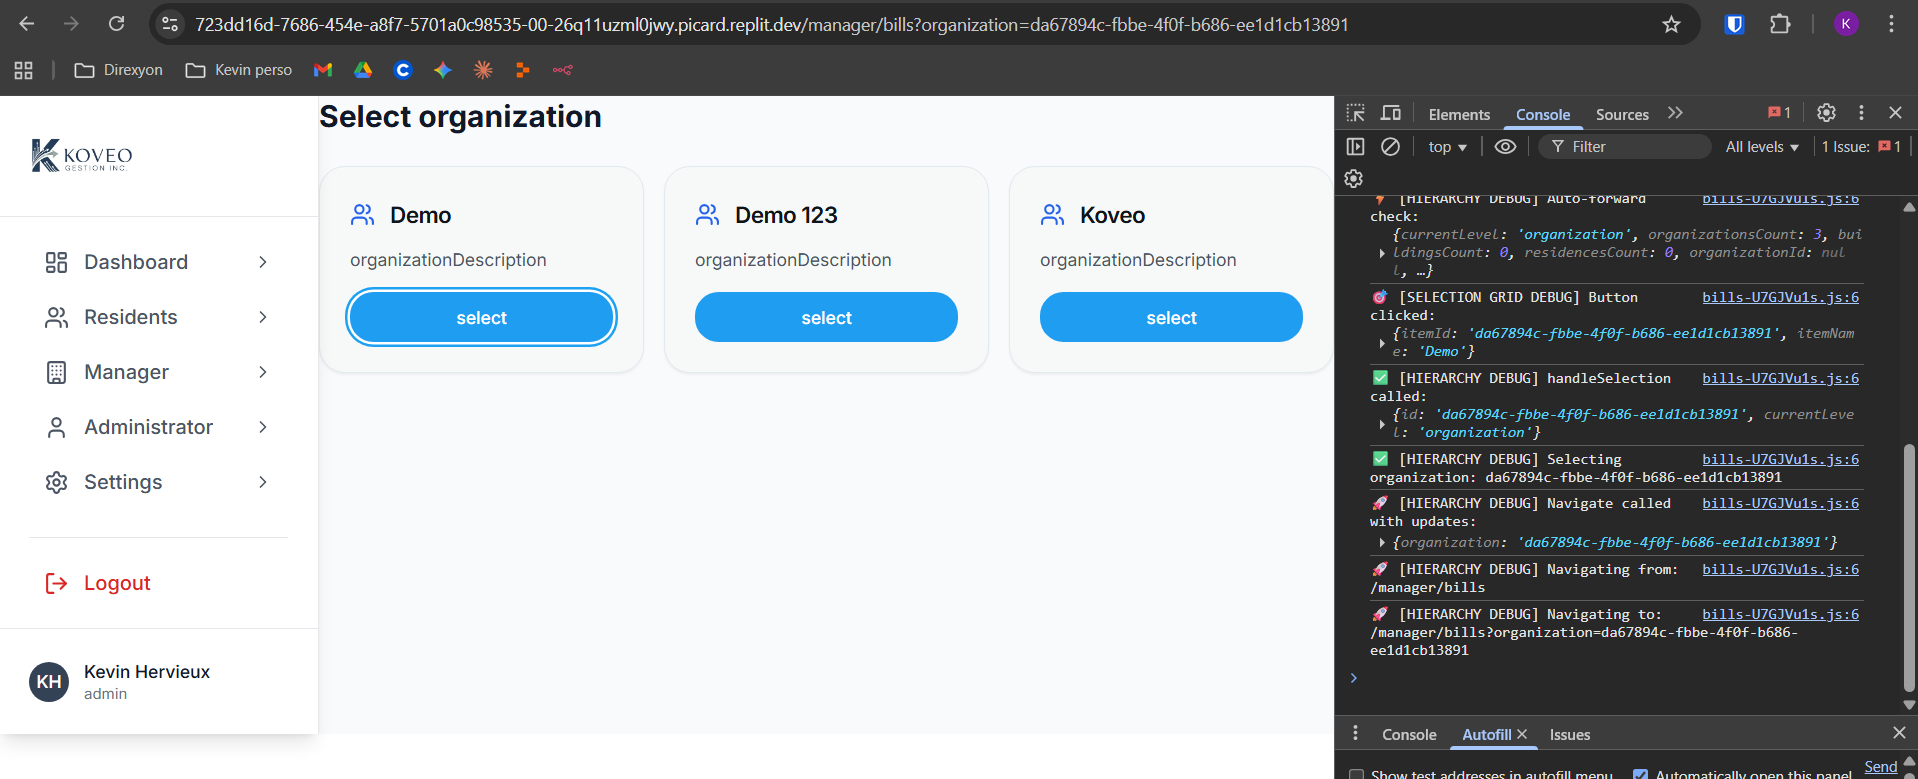 723dd16d-7686-454e-a8f7-5701a0c98535-00-26q11uzml0jwy.picard.replit.dev/manager/bills?organization=da67894c-fbbe-4f0f-b686-ee1d1cb13891
K
Direxyon
Kevin perso
KOVEO
GESTION INC.
Dashboard
Residents
Manager
Administrator
Settings
Logout
KH
Kevin Hervieux
admin
Select organization
Demo
organizationDescription
select
Demo 123
organizationDescription
select
Koveo
organizationDescription
select
Elements
Console
Sources
1
top
Filter
All levels
1 Issue:
1
[HIERARCHY DEBUG] Auto-forward bills-U7GJVu1s.js:6
check:
{currentLevel: 'organization', organizationsCount: 3, bui
ldingsCount: 0, residencesCount: 0, organizationId: nul
l, …}
[SELECTION GRID DEBUG] Button bills-U7GJVu1s.js:6
clicked:
{itemId: 'da67894c-fbbe-4f0f-b686-ee1d1cb13891', itemNam
e: 'Demo'}
[HIERARCHY DEBUG] handleSelection bills-U7GJVu1s.js:6
called:
{id: 'da67894c-fbbe-4f0f-b686-ee1d1cb13891', currentLeve
l: 'organization'}
[HIERARCHY DEBUG] Selecting bills-U7GJVu1s.js:6
organization: da67894c-fbbe-4f0f-b686-ee1d1cb13891
[HIERARCHY DEBUG] Navigate called bills-U7GJVu1s.js:6
with updates:
{organization: 'da67894c-fbbe-4f0f-b686-ee1d1cb13891'}
[HIERARCHY DEBUG] Navigating from: bills-U7GJVu1s.js:6
/manager/bills
[HIERARCHY DEBUG] Navigating to: bills-U7GJVu1s.js:6
/manager/bills?organization=da67894c-fbbe-4f0f-b686-
ee1d1cb13891
Console
Autofill
Issues
Show test addresses in autofill menu
Automatically open this panel
Send